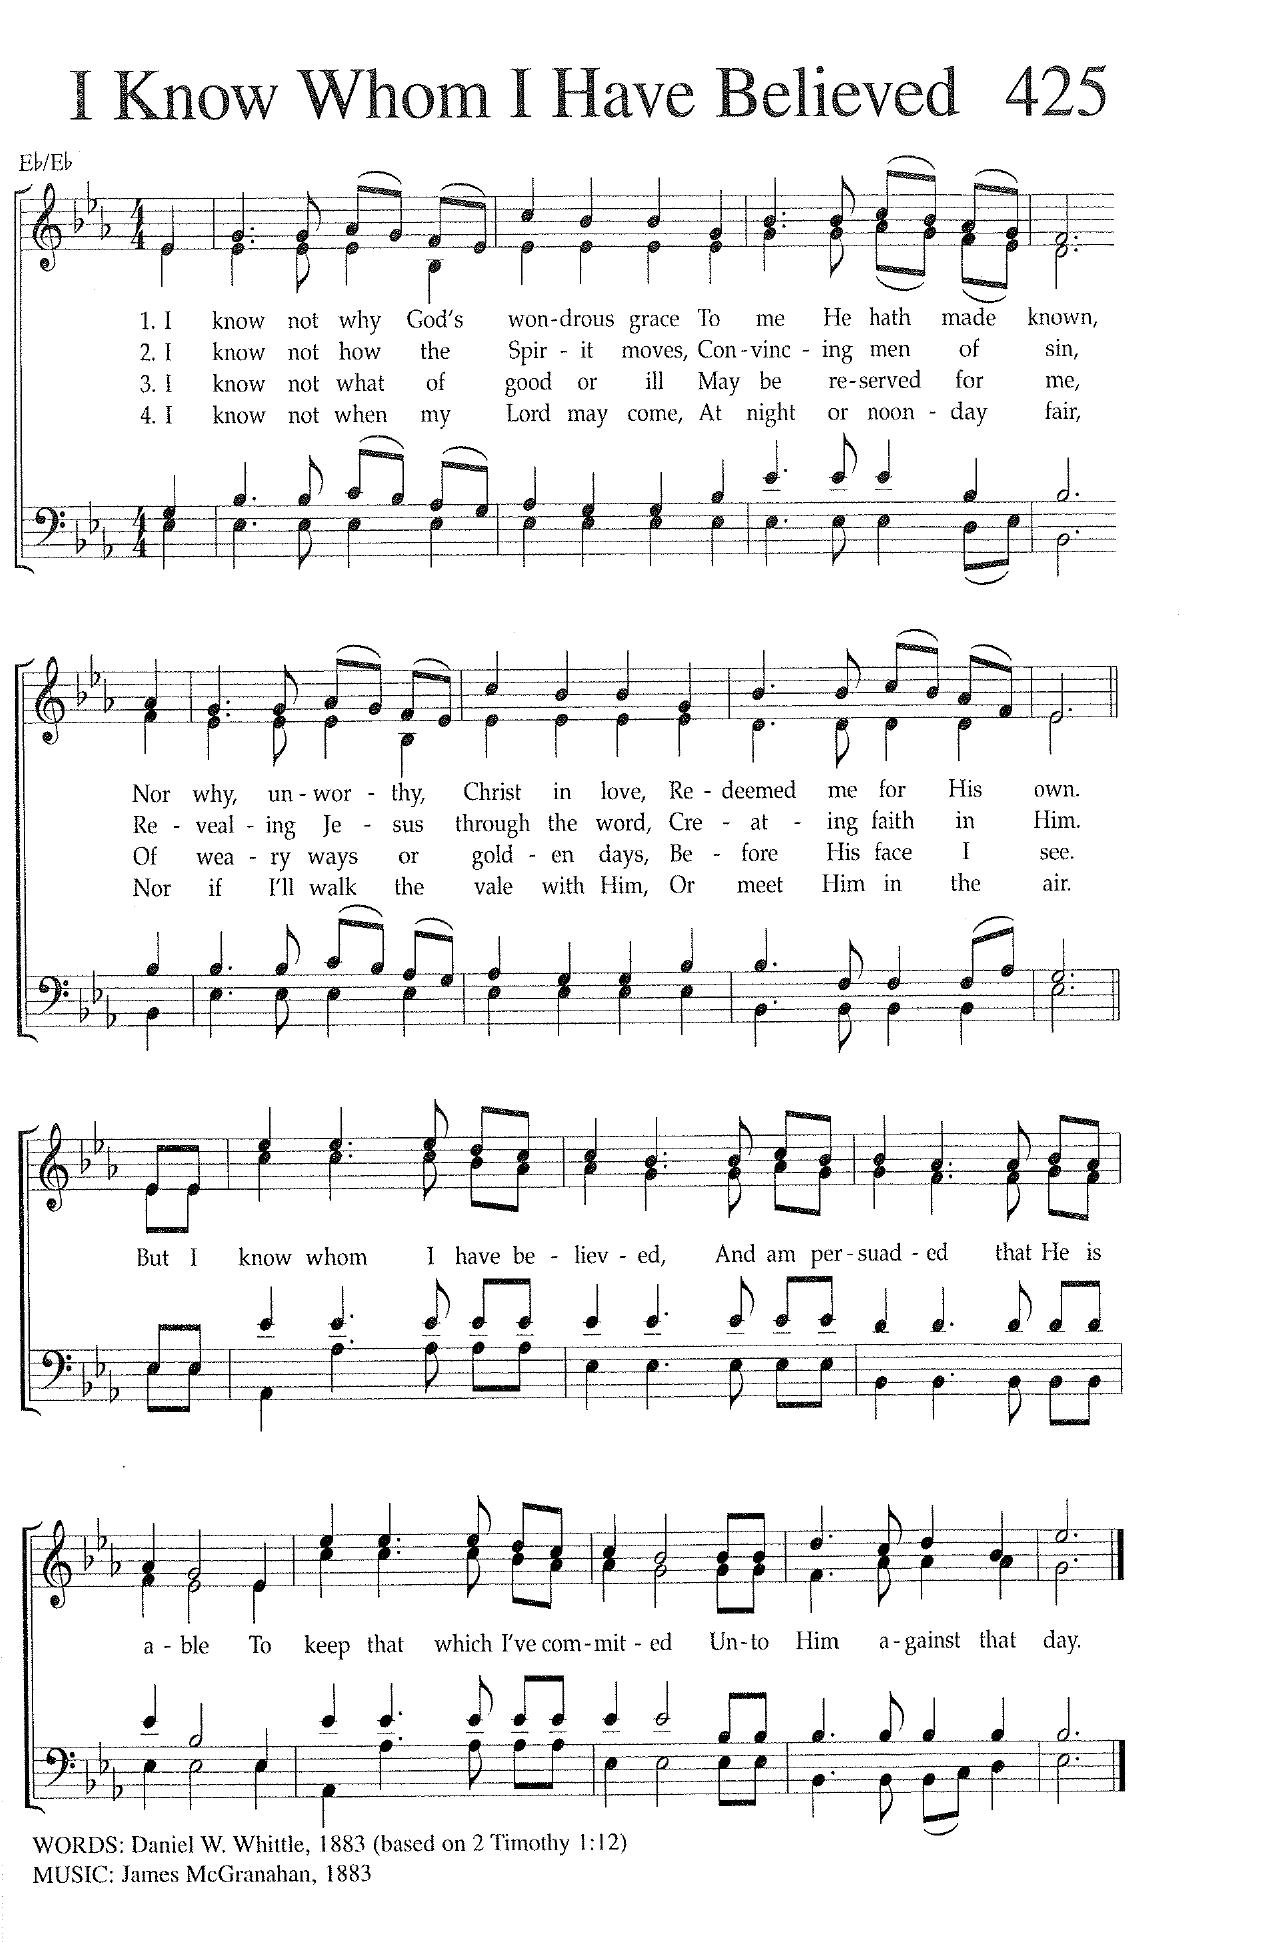 I Know Whom I Have Believed 425
E♭/E♭
1. I know not why God's won-drous grace To me He hath made known,
2. I know not how the Spir - it moves, Con-vinc - ing men of sin,
3. I know not what of good or ill May be re-served for me,
4. I know not when my Lord may come, At night or noon - day fair,
Nor why, un-wor - thy, Christ in love, Re - deemed me for His own.
Re - veal - ing Je - sus through the word, Cre - at - ing faith in Him.
Of wea - ry ways or gold - en days, Be - fore His face I see.
Nor if I'll walk the vale with Him, Or meet Him in the air.
But I know whom I have be - liev - ed, And am per-suad - ed that He is
a - ble To keep that which I've com-mit - ed Un-to Him a-gainst that day.
WORDS: Daniel W. Whittle, 1883 (based on 2 Timothy 1:12)
MUSIC: James McGranahan, 1883